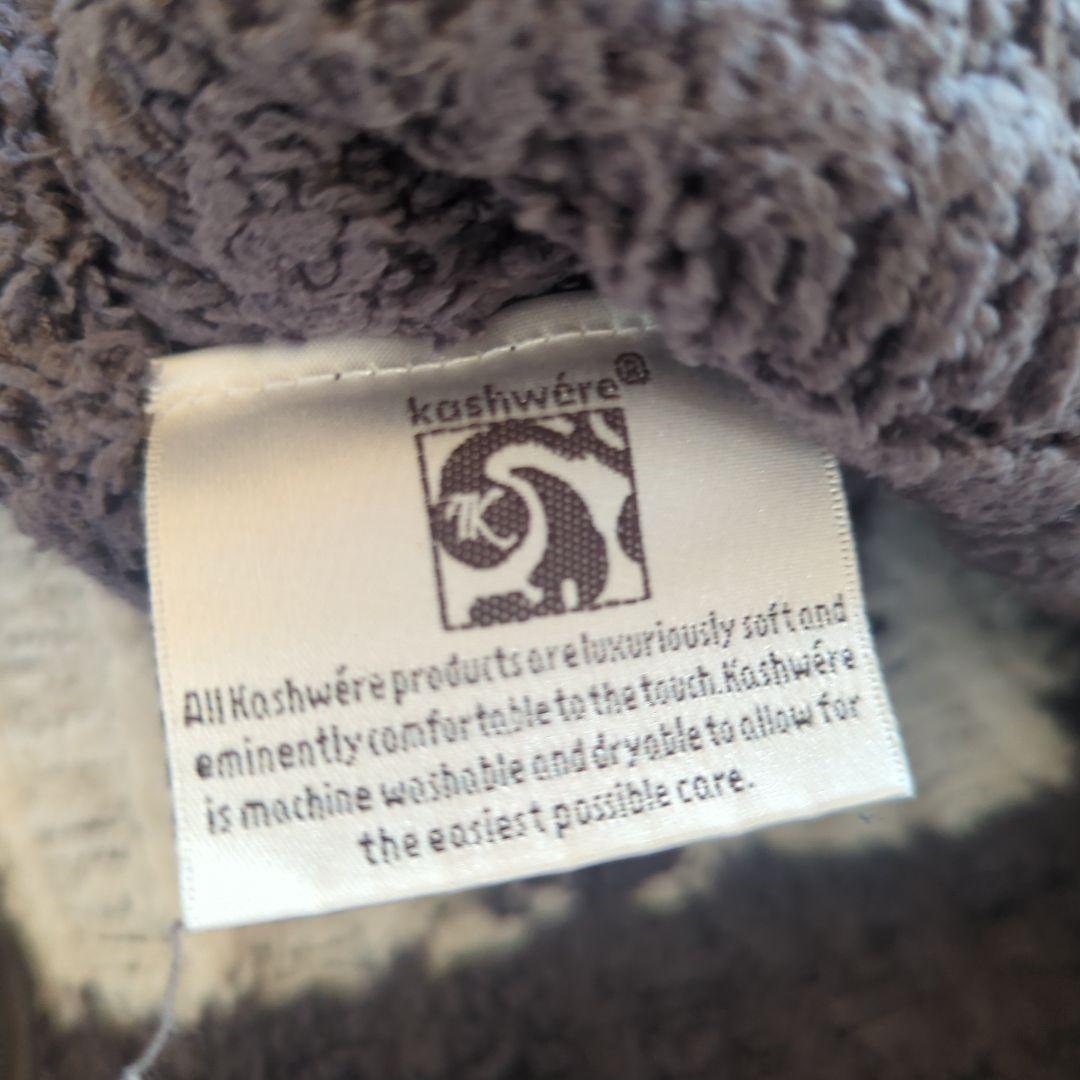 kashwére®
K
All Kashwére products are luxuriously soft and
eminently comfortable to the touch. Kashwére
is machine washable and dryable to allow for
the easiest possible care.